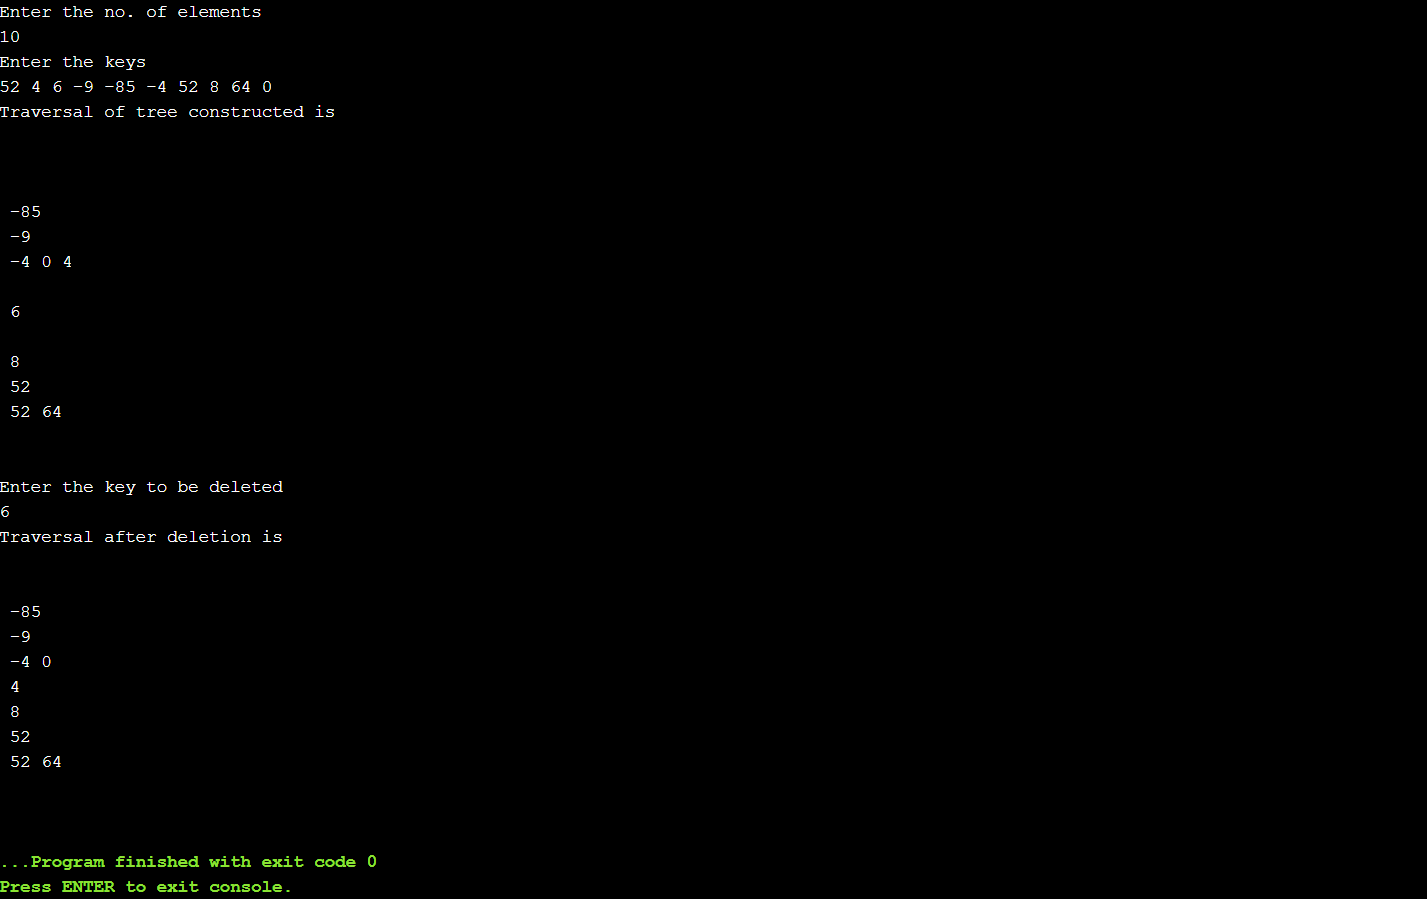 Enter the no. of elements
10
Enter the keys
52 4 6 -9 -85 -4 52 8 64 0
Traversal of tree constructed is
-85
-9
-4 0 4
6
8
52
52 64
Enter the key to be deleted
6
Traversal after deletion is
-85
-9
-4 0
4
8
52
52 64
...Program finished with exit code 0
Press ENTER to exit console.